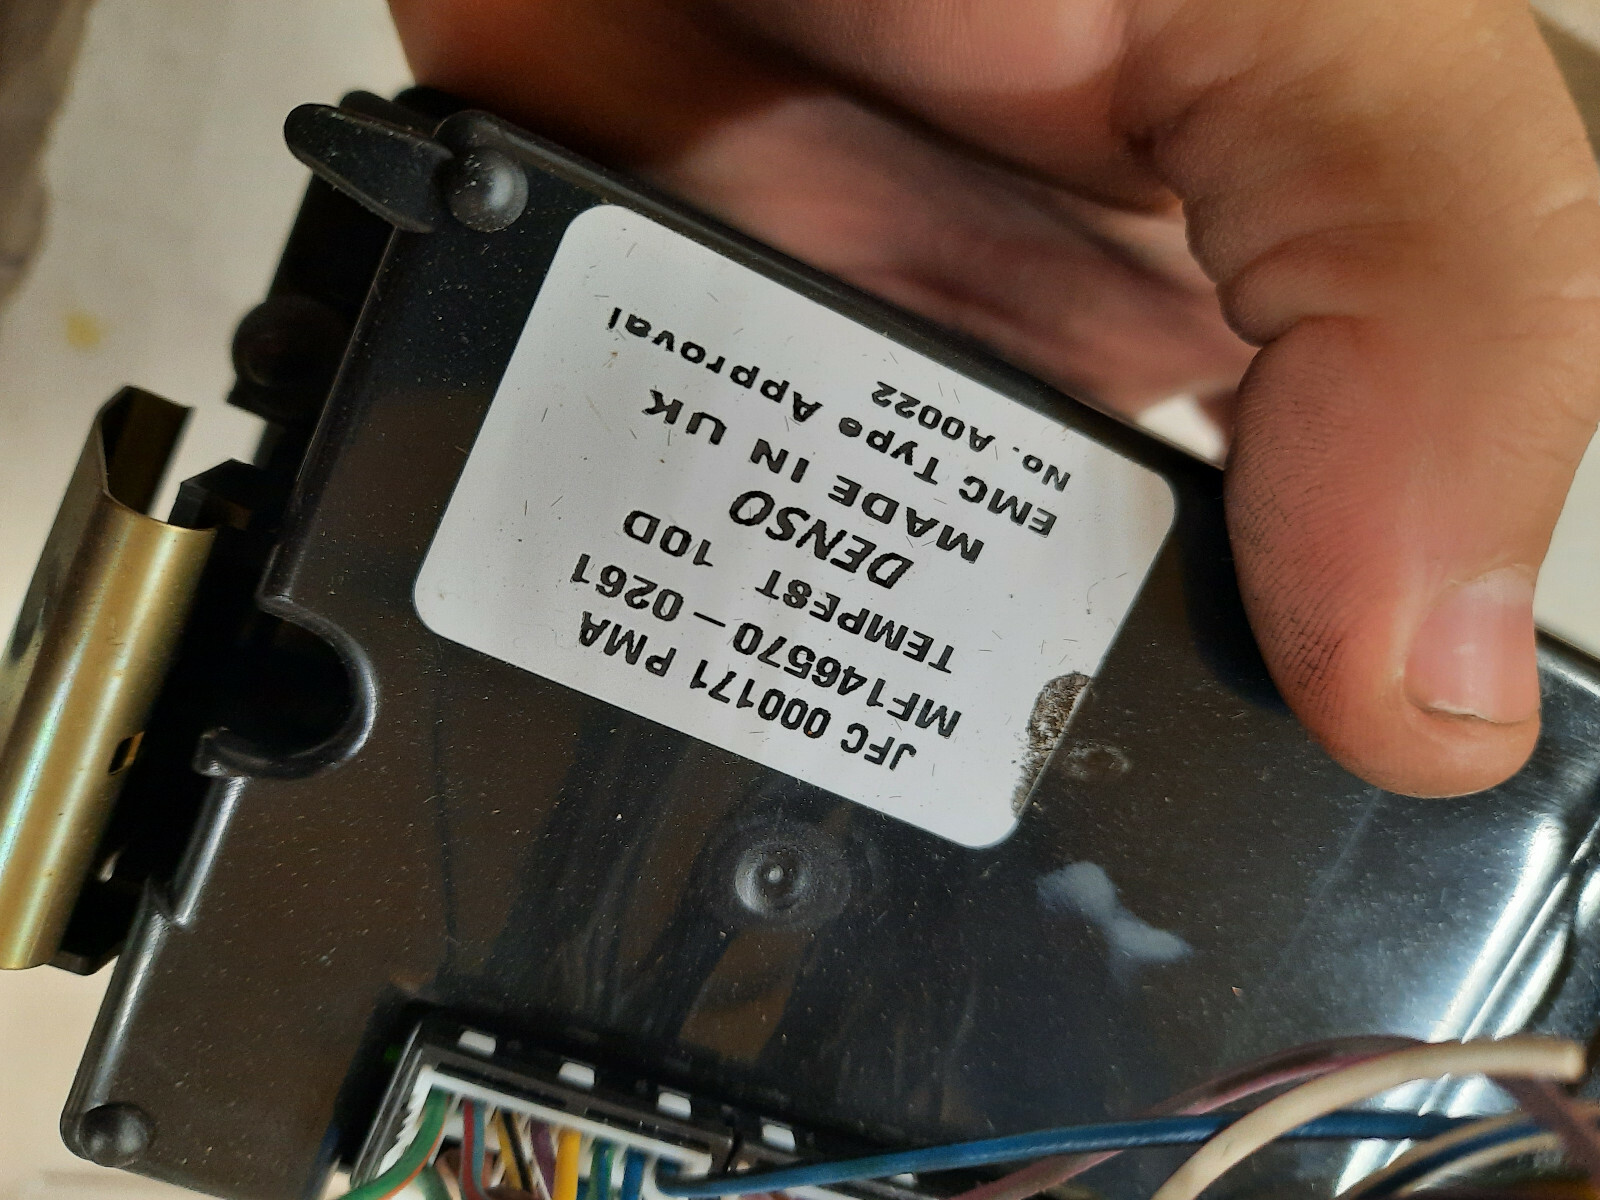 JFC 000171 PMA
MF146570 – 0261
TEMPEST 10D
DENSO
MADE IN UK
EMC Type Approval
No. A0022